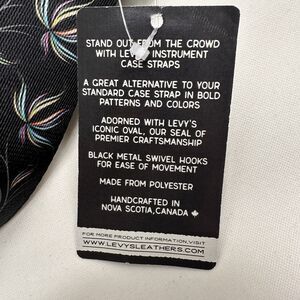 STAND OUT FROM THE CROWD
WITH LEVY'S INSTRUMENT
CASE STRAPS
A GREAT ALTERNATIVE TO YOUR
STANDARD CASE STRAP IN BOLD
PATTERNS AND COLORS
ADORNED WITH LEVY'S
ICONIC OVAL, OUR SEAL OF
PREMIER CRAFTSMANSHIP
BLACK METAL SWIVEL HOOKS
FOR EASE OF MOVEMENT
MADE FROM POLYESTER
HANDCRAFTED IN
NOVA SCOTIA,CANADA
FOR MORE PRODUCT INFORMATION, VISIT
WWW.LEVYSLEATHERS.COM